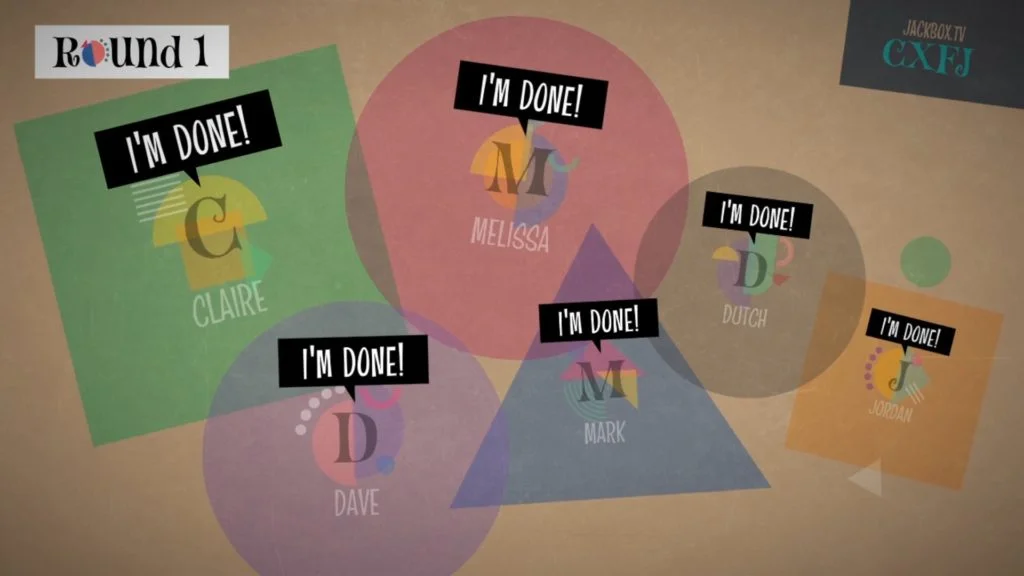 Round 1
JACKBOX.TV
CXFJ
I'M DONE!
C
CLAIRE
I'M DONE!
M
MELISSA
I'M DONE!
D
DUTCH
I'M DONE!
D
DAVE
I'M DONE!
M
MARK
I'M DONE!
J
JORDAN